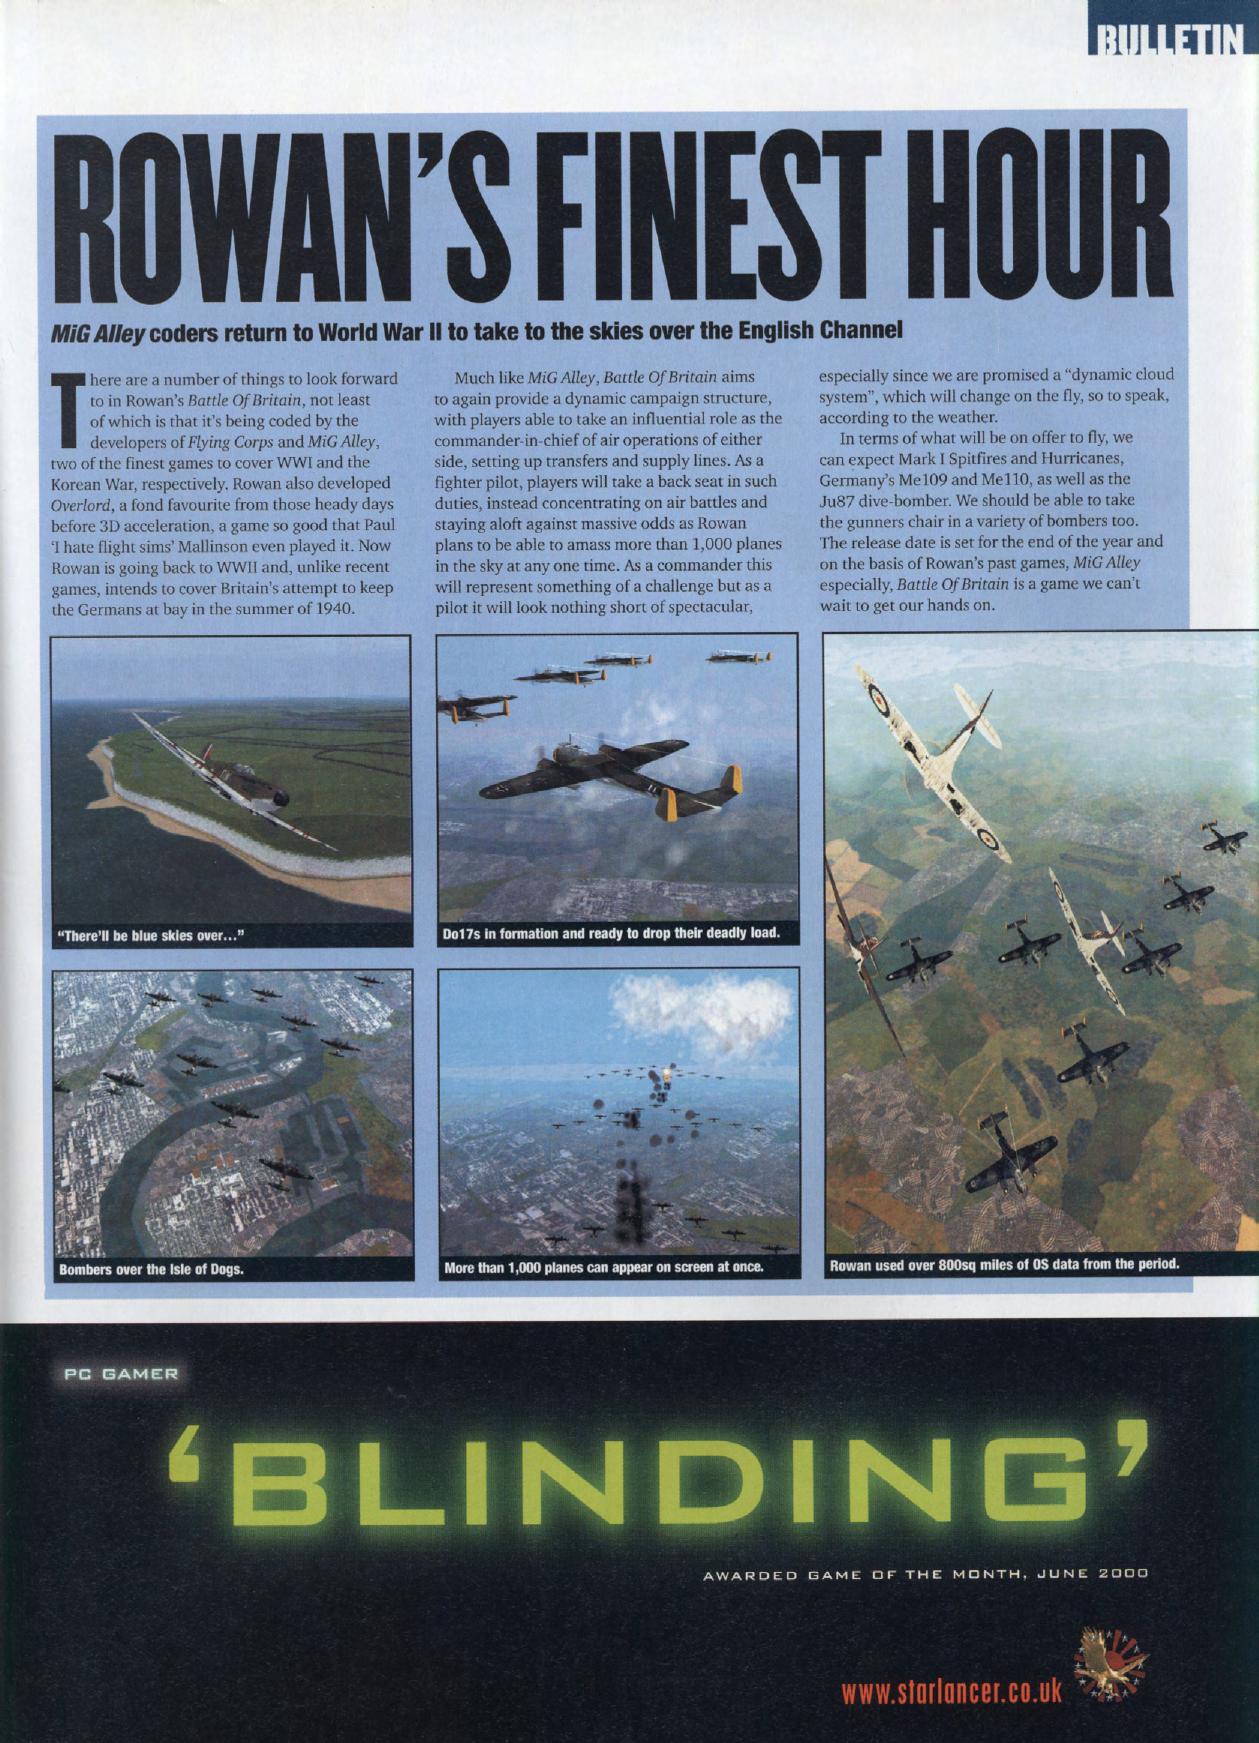 BULLETIN
ROWAN'S FINEST HOUR
MiG Alley coders return to World War II to take to the skies over the English Channel
There are a number of things to look forward
to in Rowan's Battle Of Britain, not least
of which is that it's being coded by the
developers of Flying Corps and MiG Alley,
two of the finest games to cover WWI and the
Korean War, respectively. Rowan also developed
Overlord, a fond favourite from those heady days
before 3D acceleration, a game so good that Paul
'I hate flight sims' Mallinson even played it. Now
Rowan is going back to WWII and, unlike recent
games, intends to cover Britain's attempt to keep
the Germans at bay in the summer of 1940.
Much like MiG Alley, Battle Of Britain aims
to again provide a dynamic campaign structure,
with players able to take an influential role as the
commander-in-chief of air operations of either
side, setting up transfers and supply lines. As a
fighter pilot, players will take a back seat in such
duties, instead concentrating on air battles and
staying aloft against massive odds as Rowan
plans to be able to amass more than 1,000 planes
in the sky at any one time. As a commander this
will represent something of a challenge but as a
pilot it will look nothing short of spectacular,
especially since we are promised a "dynamic cloud
system", which will change on the fly, so to speak,
according to the weather.
In terms of what will be on offer to fly, we
can expect Mark I Spitfires and Hurricanes,
Germany's Me109 and Me110, as well as the
Ju87 dive-bomber. We should be able to take
the gunners chair in a variety of bombers too.
The release date is set for the end of the year and
on the basis of Rowan's past games, MiG Alley
especially, Battle Of Britain is a game we can't
wait to get our hands on.
"There'll be blue skies over..."
Do17s in formation and ready to drop their deadly load.
Bombers over the Isle of Dogs.
More than 1,000 planes can appear on screen at once.
Rowan used over 800sq miles of OS data from the period.
PC GAMER
'BLINDING'
AWARDED GAME OF THE MONTH, JUNE 2000
www.starlancer.co.uk